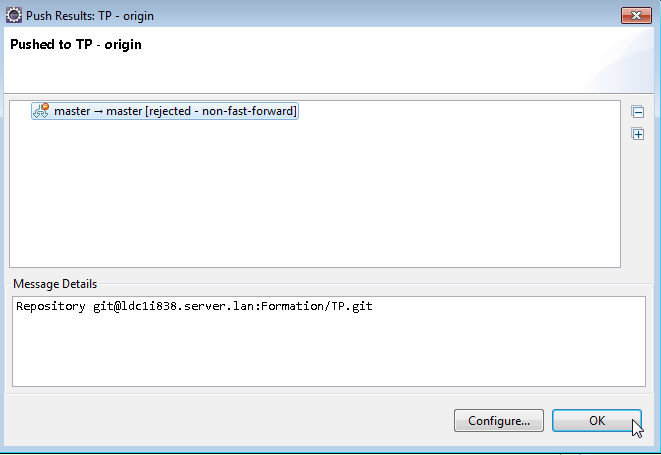 Push Results: TP - origin
Pushed to TP - origin
master → master [rejected - non-fast-forward]
Message Details
Repository git@ldc1i838.server.lan:Formation/TP.git
Configure...
OK